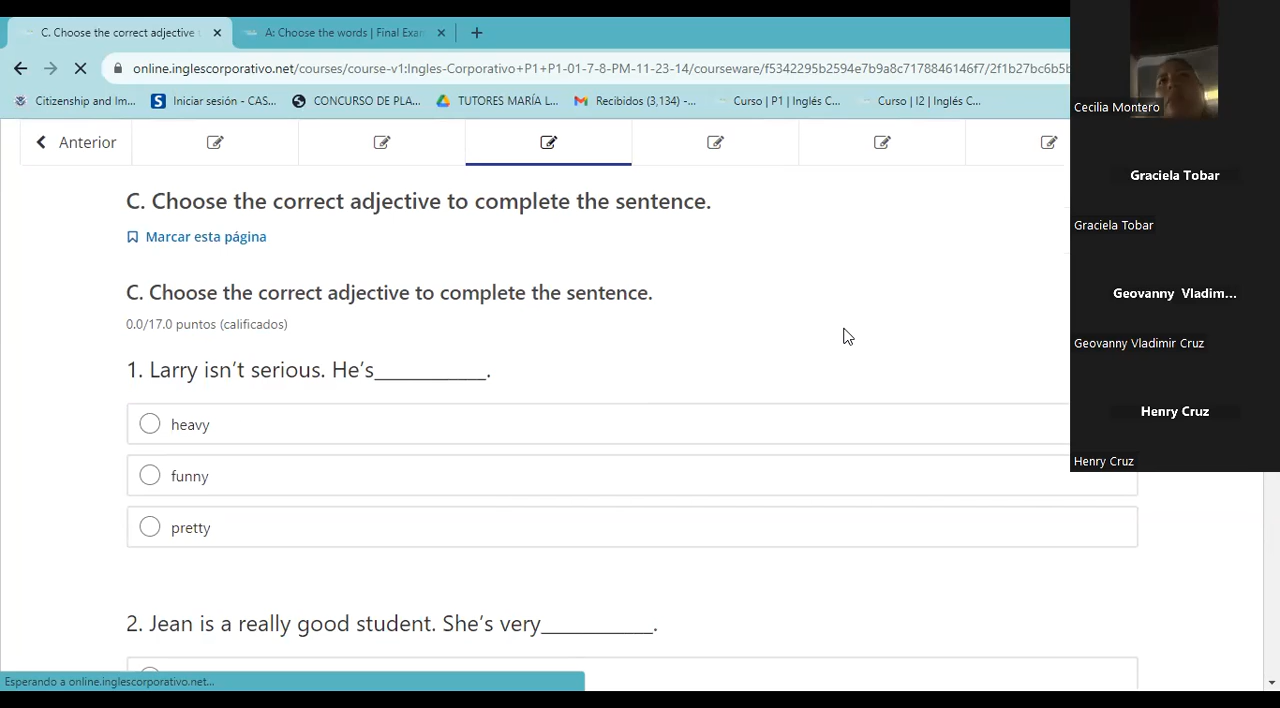 C. Choose the correct adjective t
A: Choose the words | Final Exar
online.inglescorporativo.net/courses/course-v1:Ingles-Corporativo+P1+P1-01-7-8-PM-11-23-14/courseware/f5342295b2594e7b9a8c7178846146f7/2f1b27bc6b5b
Citizenship and Im...
Iniciar sesión - CAS...
CONCURSO DE PLA...
TUTORES MARÍA L...
Recibidos (3,134) -...
Curso | P1 | Inglés C...
Curso | I2 | Inglés C...
Anterior
C. Choose the correct adjective to complete the sentence.
Marcar esta página
C. Choose the correct adjective to complete the sentence.
0.0/17.0 puntos (calificados)
1. Larry isn't serious. He's___________.
heavy
funny
pretty
2. Jean is a really good student. She's very___________.
Esperando a online.inglescorporativo.net...
Cecilia Montero
Graciela Tobar
Graciela Tobar
Geovanny Vladim...
Geovanny Vladimir Cruz
Henry Cruz
Henry Cruz